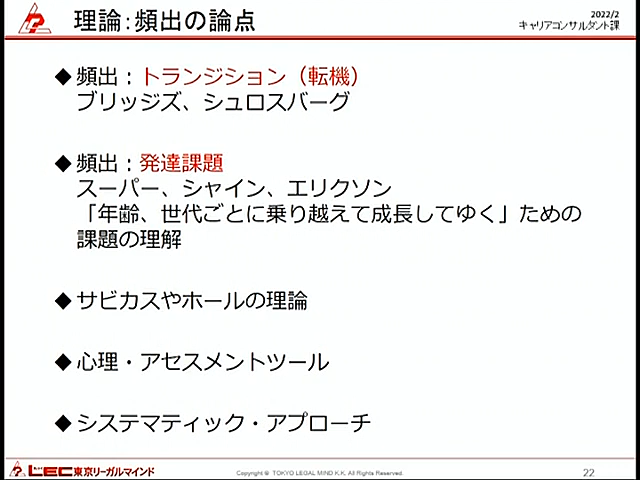 理論:頻出の論点
2022/2
キャリアコンサルタント課
◆頻出：トランジション（転機）
ブリッジズ、シュロスバーグ
◆頻出：発達課題
スーパー、シャイン、エリクソン
「年齢、世代ごとに乗り越えて成長してゆく」ための
課題の理解
◆サビカスやホールの理論
◆心理・アセスメントツール
◆システマティック・アプローチ
LEC東京リーガルマインド
Copyright © TOKYO LEGAL MIND K.K. All Rights Reserved.
22